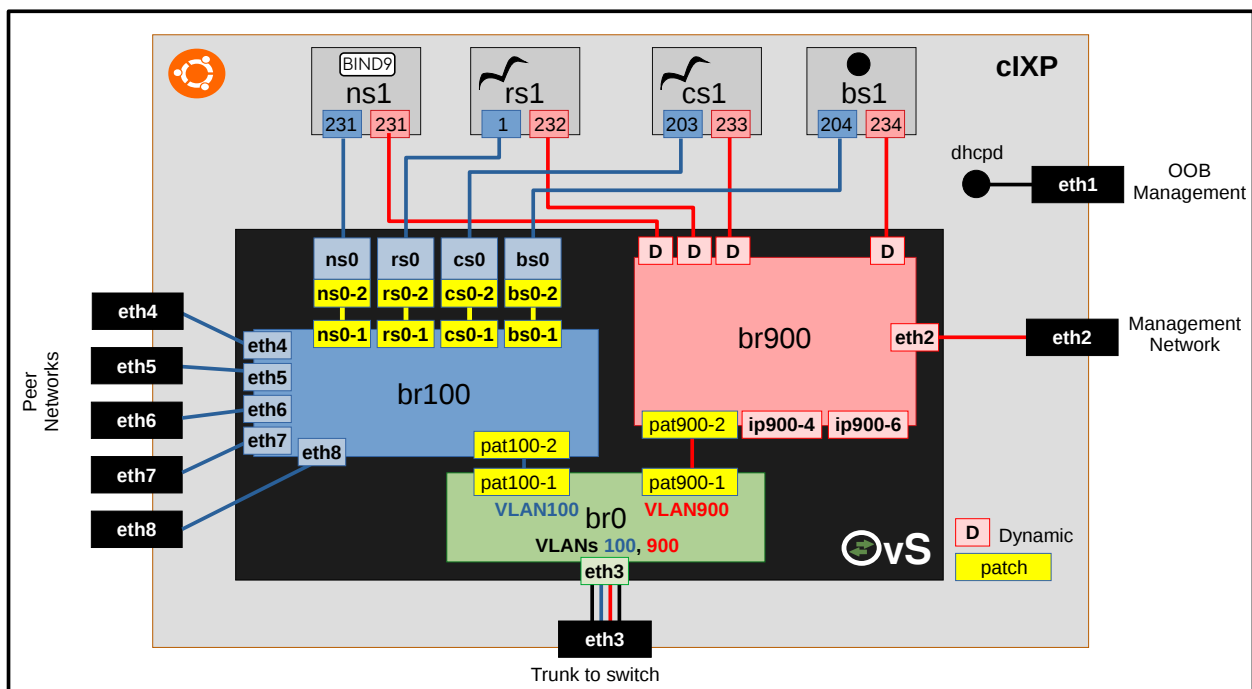 BIND9
cIXP
ns1
rs1
cs1
bs1
231
231
1
232
203
233
204
234
dhcpd
eth1
OOB
Management
ns0
rs0
cs0
bs0
D
D
D
D
ns0-2
rs0-2
cs0-2
bs0-2
ns0-1
rs0-1
cs0-1
bs0-1
Peer
Networks
eth4
eth5
eth6
eth7
eth8
eth4
eth5
eth6
eth7
eth8
br100
br900
eth2
eth2
Management
Network
pat900-2
ip900-4
ip900-6
pat100-2
pat100-1
pat900-1
VLAN100
VLAN900
br0
VLANs 100, 900
eth3
OvS
D
Dynamic
patch
eth3
Trunk to switch